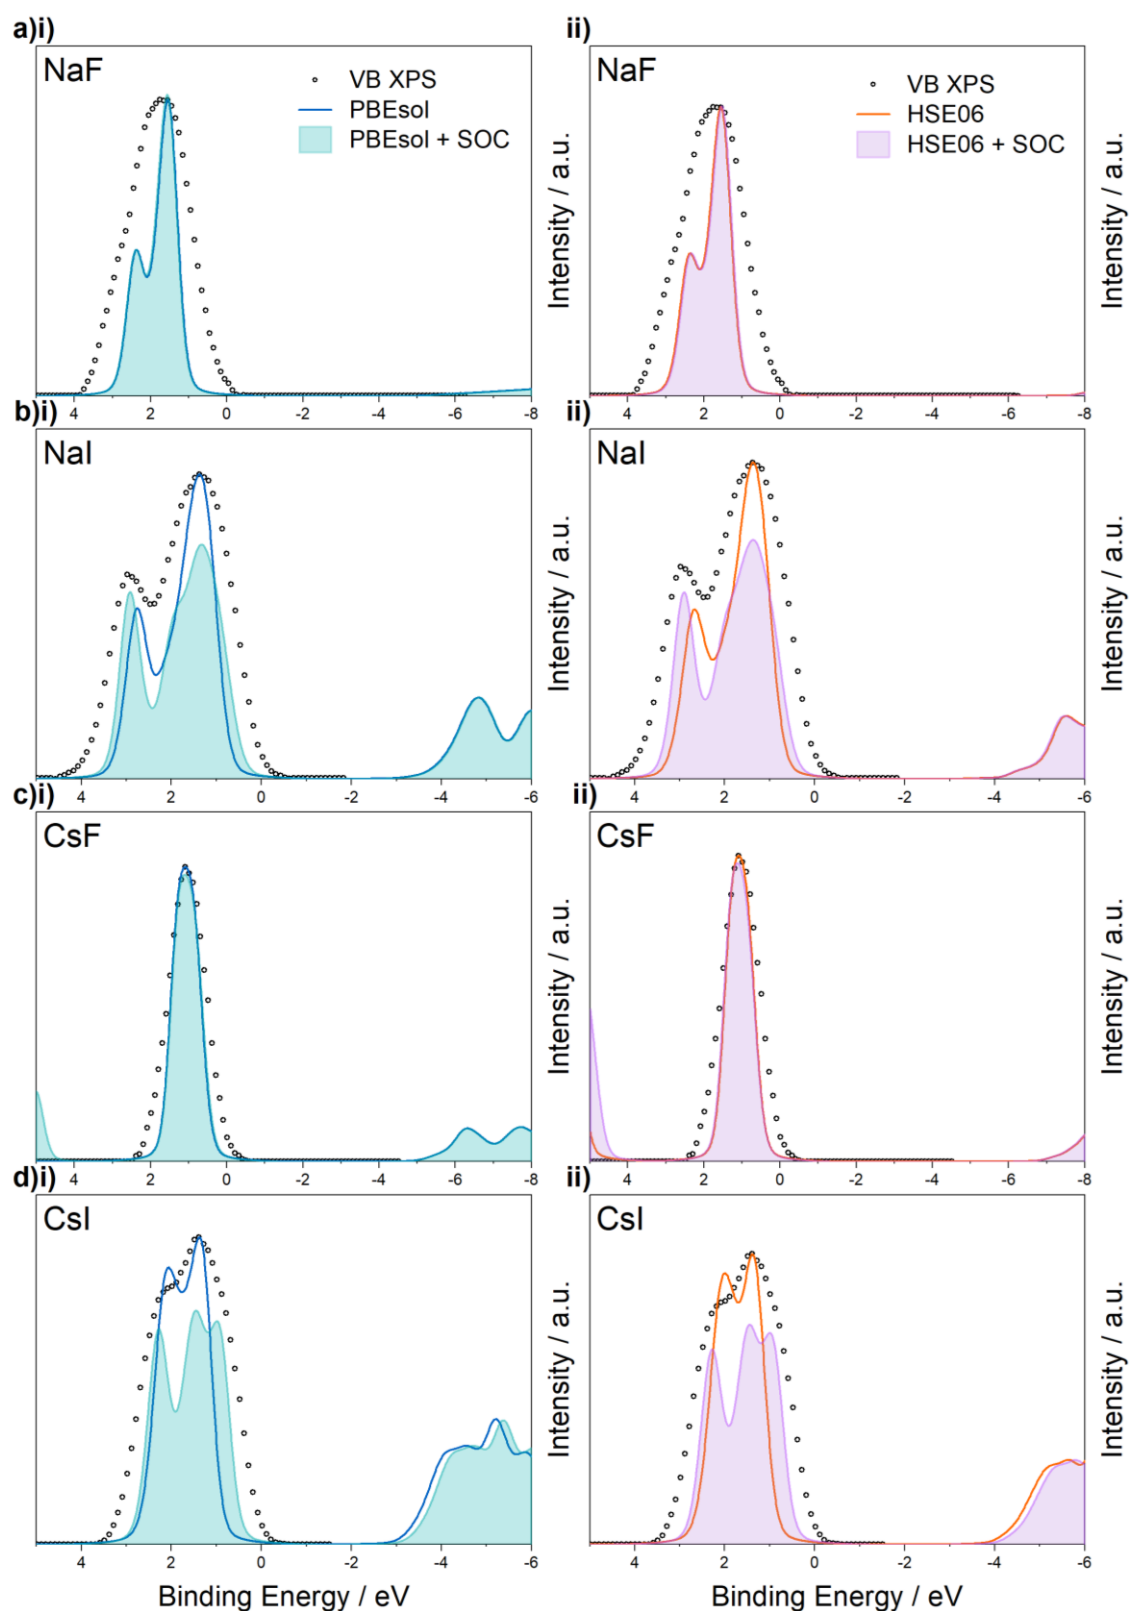 a)i)
NaF
VB XPS
PBEsol
PBEsol + SOC
4 2 0 -2 -4 -6 -8
ii)
NaF
VB XPS
HSE06
HSE06 + SOC
Intensity / a.u.
Intensity / a.u.
4 2 0 -2 -4 -6 -8
b)i)
NaI
4 2 0 -2 -4 -6
ii)
NaI
Intensity / a.u.
Intensity / a.u.
4 2 0 -2 -4 -6
c)i)
CsF
4 2 0 -2 -4 -6 -8
ii)
CsF
Intensity / a.u.
Intensity / a.u.
4 2 0 -2 -4 -6 -8
d)i)
CsI
4 2 0 -2 -4 -6
Binding Energy / eV
ii)
CsI
Intensity / a.u.
Intensity / a.u.
4 2 0 -2 -4 -6
Binding Energy / eV